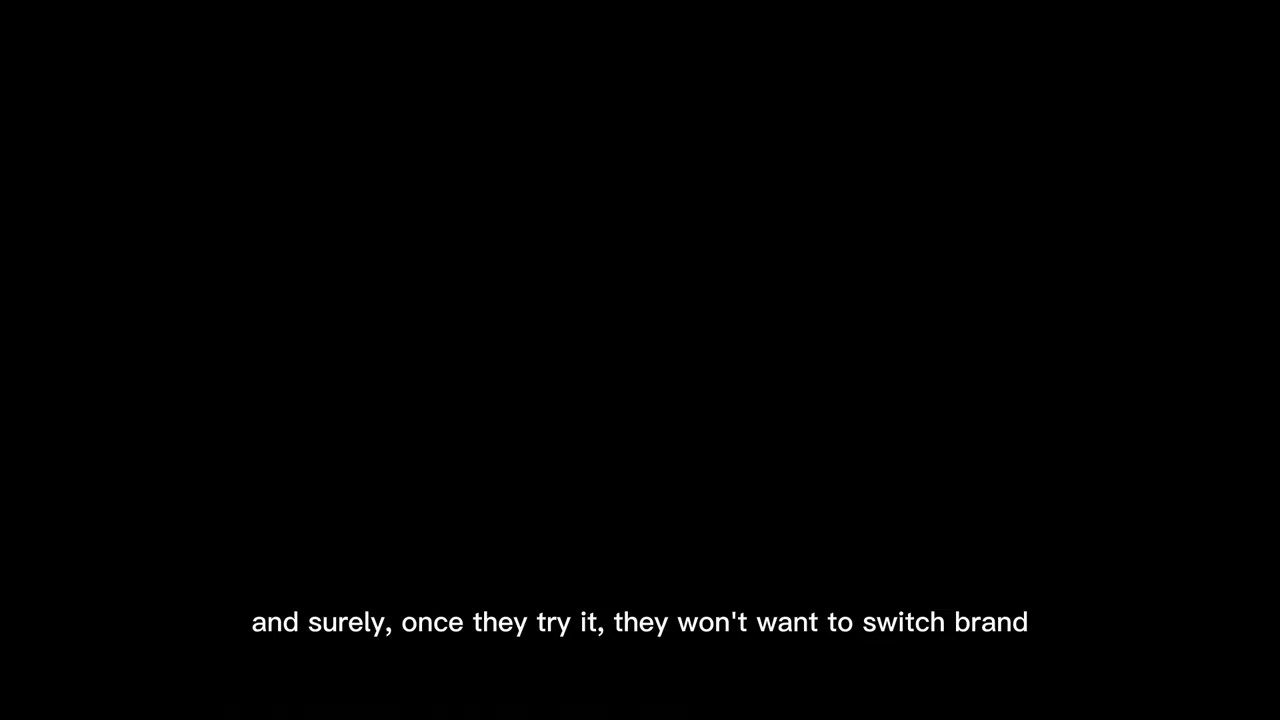 and surely, once they try it, they won't want to switch brand